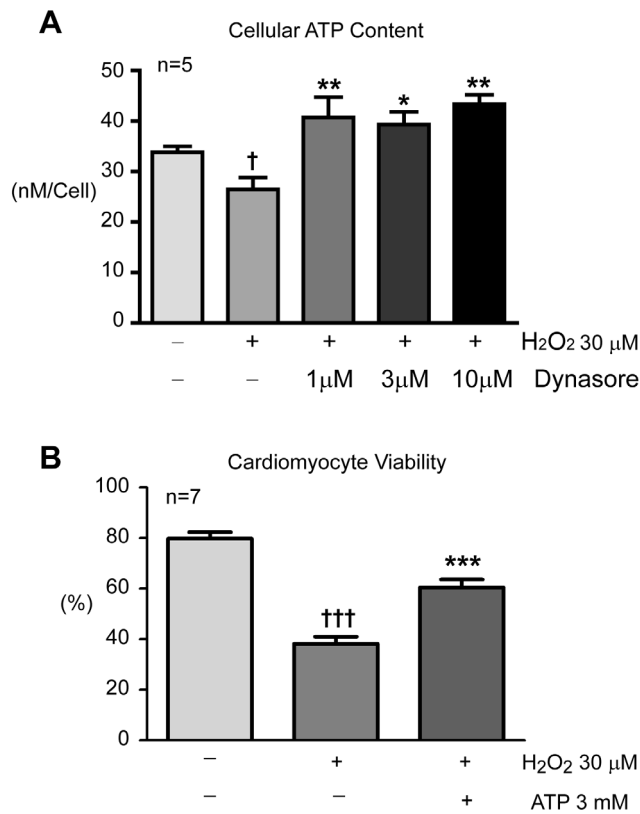 A
Cellular ATP Content
n=5
50
40
30
20
10
0
(nM/Cell)
†
**
*
**
– + + + + H2O2 30 µM
– – 1µM 3µM 10µM Dynasore
B
Cardiomyocyte Viability
n=7
100
80
60
40
20
0
(%)
†††
***
– + + H2O2 30 µM
– – + ATP 3 mM